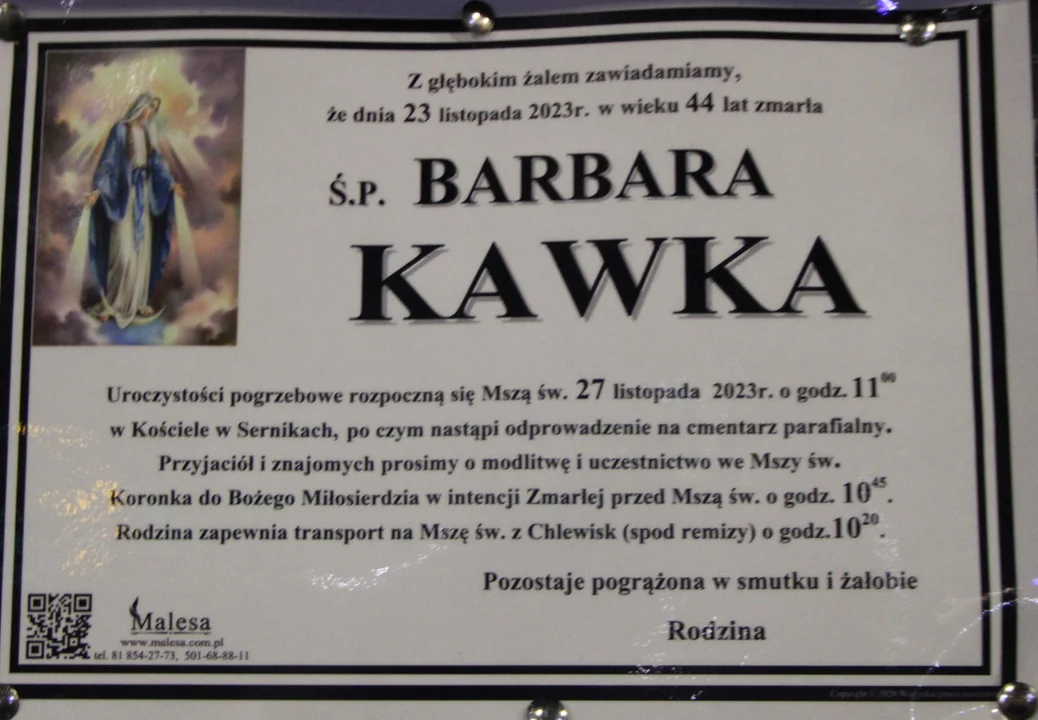 Z głębokim żalem zawiadamiamy,
że dnia 23 listopada 2023r. w wieku 44 lat zmarła
Ś.P. BARBARA
KAWKA
Uroczystości pogrzebowe rozpoczną się Mszą św. 27 listopada 2023r. o godz. 11⁰⁰
w Kościele w Sernikach, po czym nastąpi odprowadzenie na cmentarz parafialny.
Przyjaciół i znajomych prosimy o modlitwę i uczestnictwo we Mszy św.
Koronka do Bożego Miłosierdzia w intencji Zmarłej przed Mszą św. o godz. 10⁴⁵.
Rodzina zapewnia transport na Mszę św. z Chlewisk (spod remizy) o godz.10²⁰.
Pozostaje pogrążona w smutku i żałobie
Rodzina
Malesa
www.malesa.com.pl
tel. 81 854-27-73, 501-68-88-11
Copyright © 2020